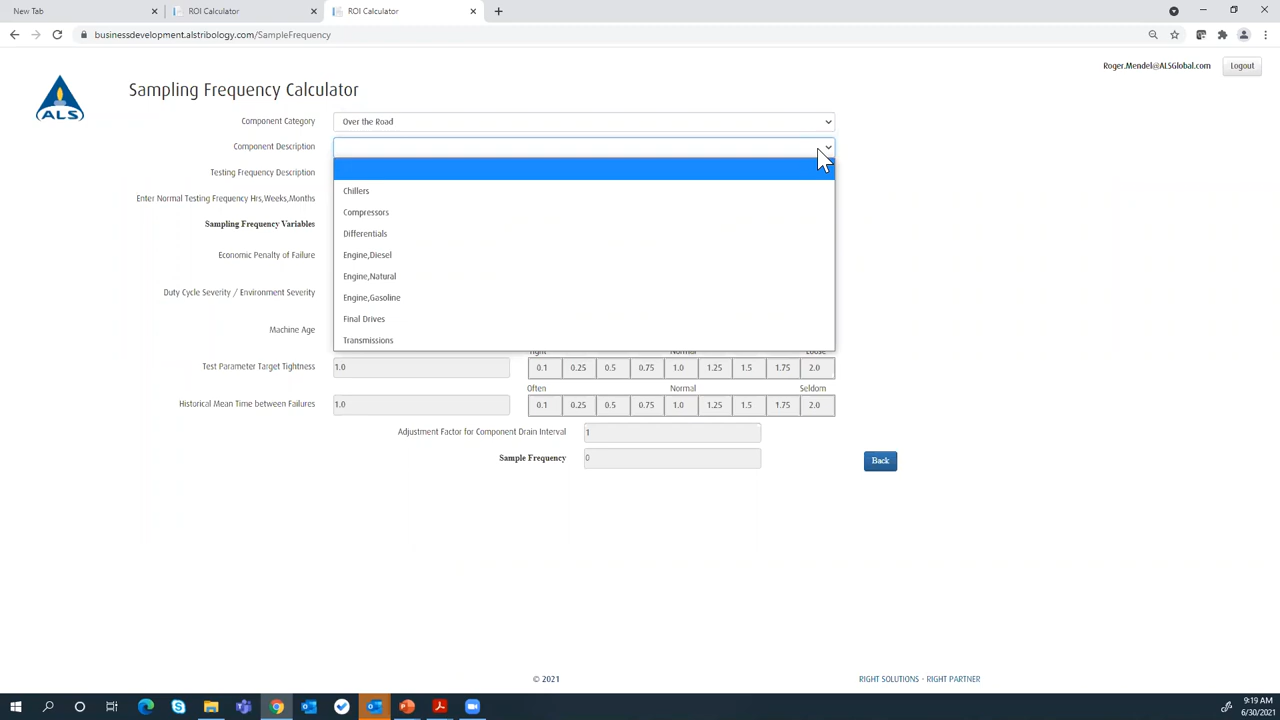 New Tab
ROI Calculator
ROI Calculator
businessdevelopment.alstribology.com/SampleFrequency
Roger.Mendel@ALSGlobal.com
Logout
ALS
Sampling Frequency Calculator
Component Category
Over the Road
Component Description
Testing Frequency Description
Chillers
Enter Normal Testing Frequency Hrs,Weeks,Months
Compressors
Sampling Frequency Variables
Differentials
Economic Penalty of Failure
Engine,Diesel
Engine,Natural
Duty Cycle Severity / Environment Severity
Engine,Gasoline
Final Drives
Machine Age
Transmissions
Tight Normal Loose
Test Parameter Target Tightness
1.0
0.1 0.25 0.5 0.75 1.0 1.25 1.5 1.75 2.0
Often Normal Seldom
Historical Mean Time between Failures
1.0
0.1 0.25 0.5 0.75 1.0 1.25 1.5 1.75 2.0
Adjustment Factor for Component Drain Interval
1
Sample Frequency
0
Back
© 2021
RIGHT SOLUTIONS · RIGHT PARTNER
9:19 AM
6/30/2021